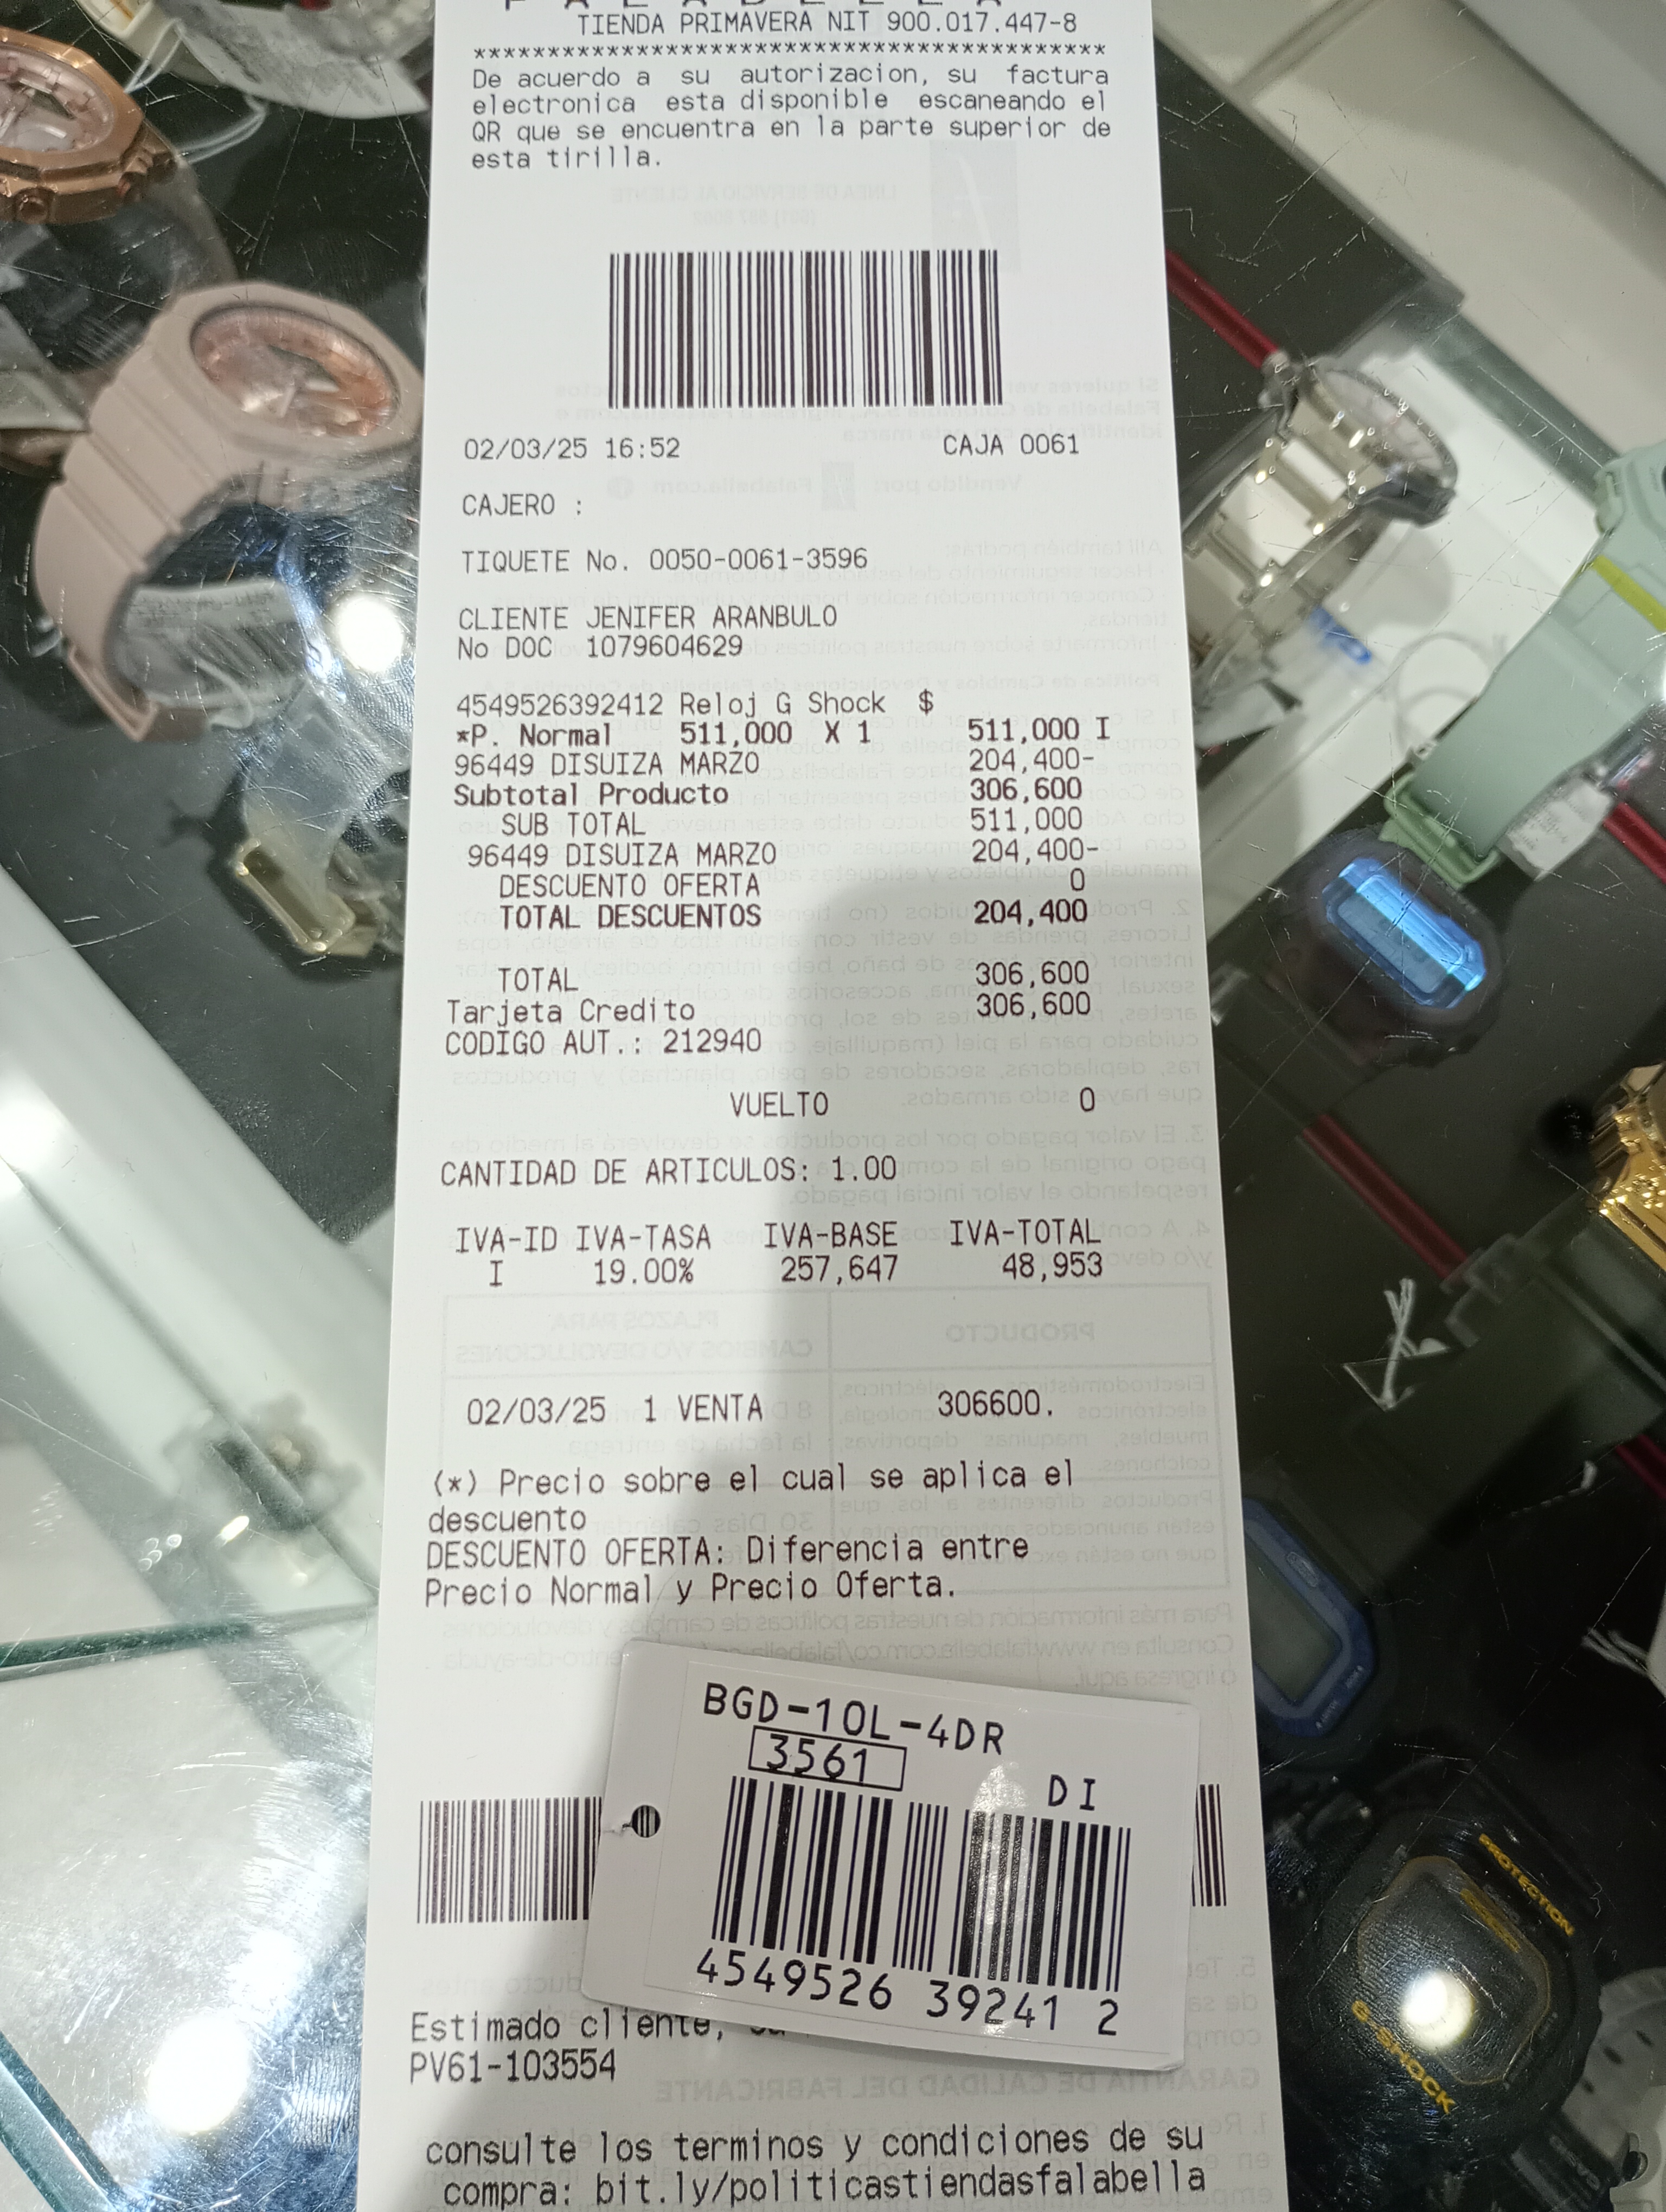 FALABELLA
TIENDA PRIMAVERA NIT 900.017.447-8
*******************************************
De acuerdo a su autorizacion, su factura
electronica esta disponible escaneando el
QR que se encuentra en la parte superior de
esta tirilla.
02/03/25 16:52 CAJA 0061
CAJERO :
TIQUETE No. 0050-0061-3596
CLIENTE JENIFER ARANBULO
No DOC 1079604629
4549526392412 Reloj G Shock $
*P. Normal 511,000 X 1 511,000 I
96449 DISUIZA MARZO 204,400-
Subtotal Producto 306,600
SUB TOTAL 511,000
96449 DISUIZA MARZO 204,400-
DESCUENTO OFERTA 0
TOTAL DESCUENTOS 204,400
TOTAL 306,600
Tarjeta Credito 306,600
CODIGO AUT.: 212940
VUELTO 0
CANTIDAD DE ARTICULOS: 1.00
IVA-ID IVA-TASA IVA-BASE IVA-TOTAL
I 19.00% 257,647 48,953
02/03/25 1 VENTA 306600.
(*) Precio sobre el cual se aplica el
descuento
DESCUENTO OFERTA: Diferencia entre
Precio Normal y Precio Oferta.
BGD-10L-4DR
3561
DI
4549526 39241 2
Estimado cliente,
PV61-103554
consulte los terminos y condiciones de su
compra: bit.ly/politicastiendasfalabella
PROTECTION
G-SHOCK